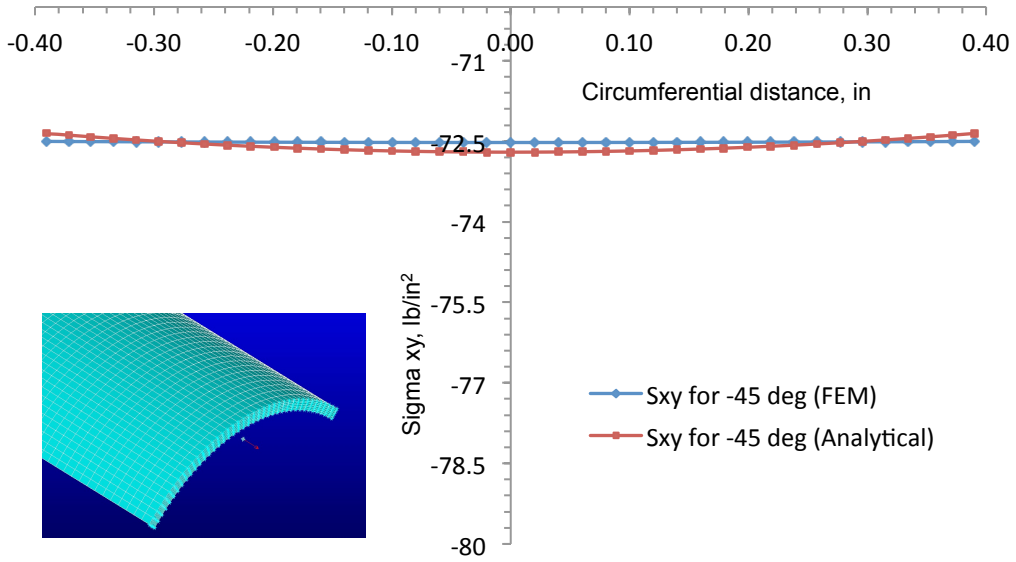 -0.40 -0.30 -0.20 -0.10 0.00 0.10 0.20 0.30 0.40
-71
Circumferential distance, in
-72.5
-74
-75.5
-77
-78.5
-80
Sigma xy, lb/in²
Sxy for -45 deg (FEM)
Sxy for -45 deg (Analytical)